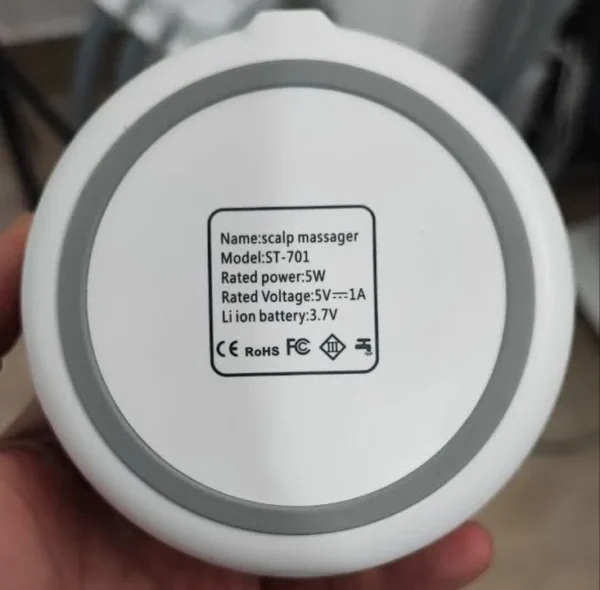 Name:scalp massager
Model:ST-701
Rated power:5W
Rated Voltage:5V⎓1A
Li ion battery:3.7V
CE RoHS FC III